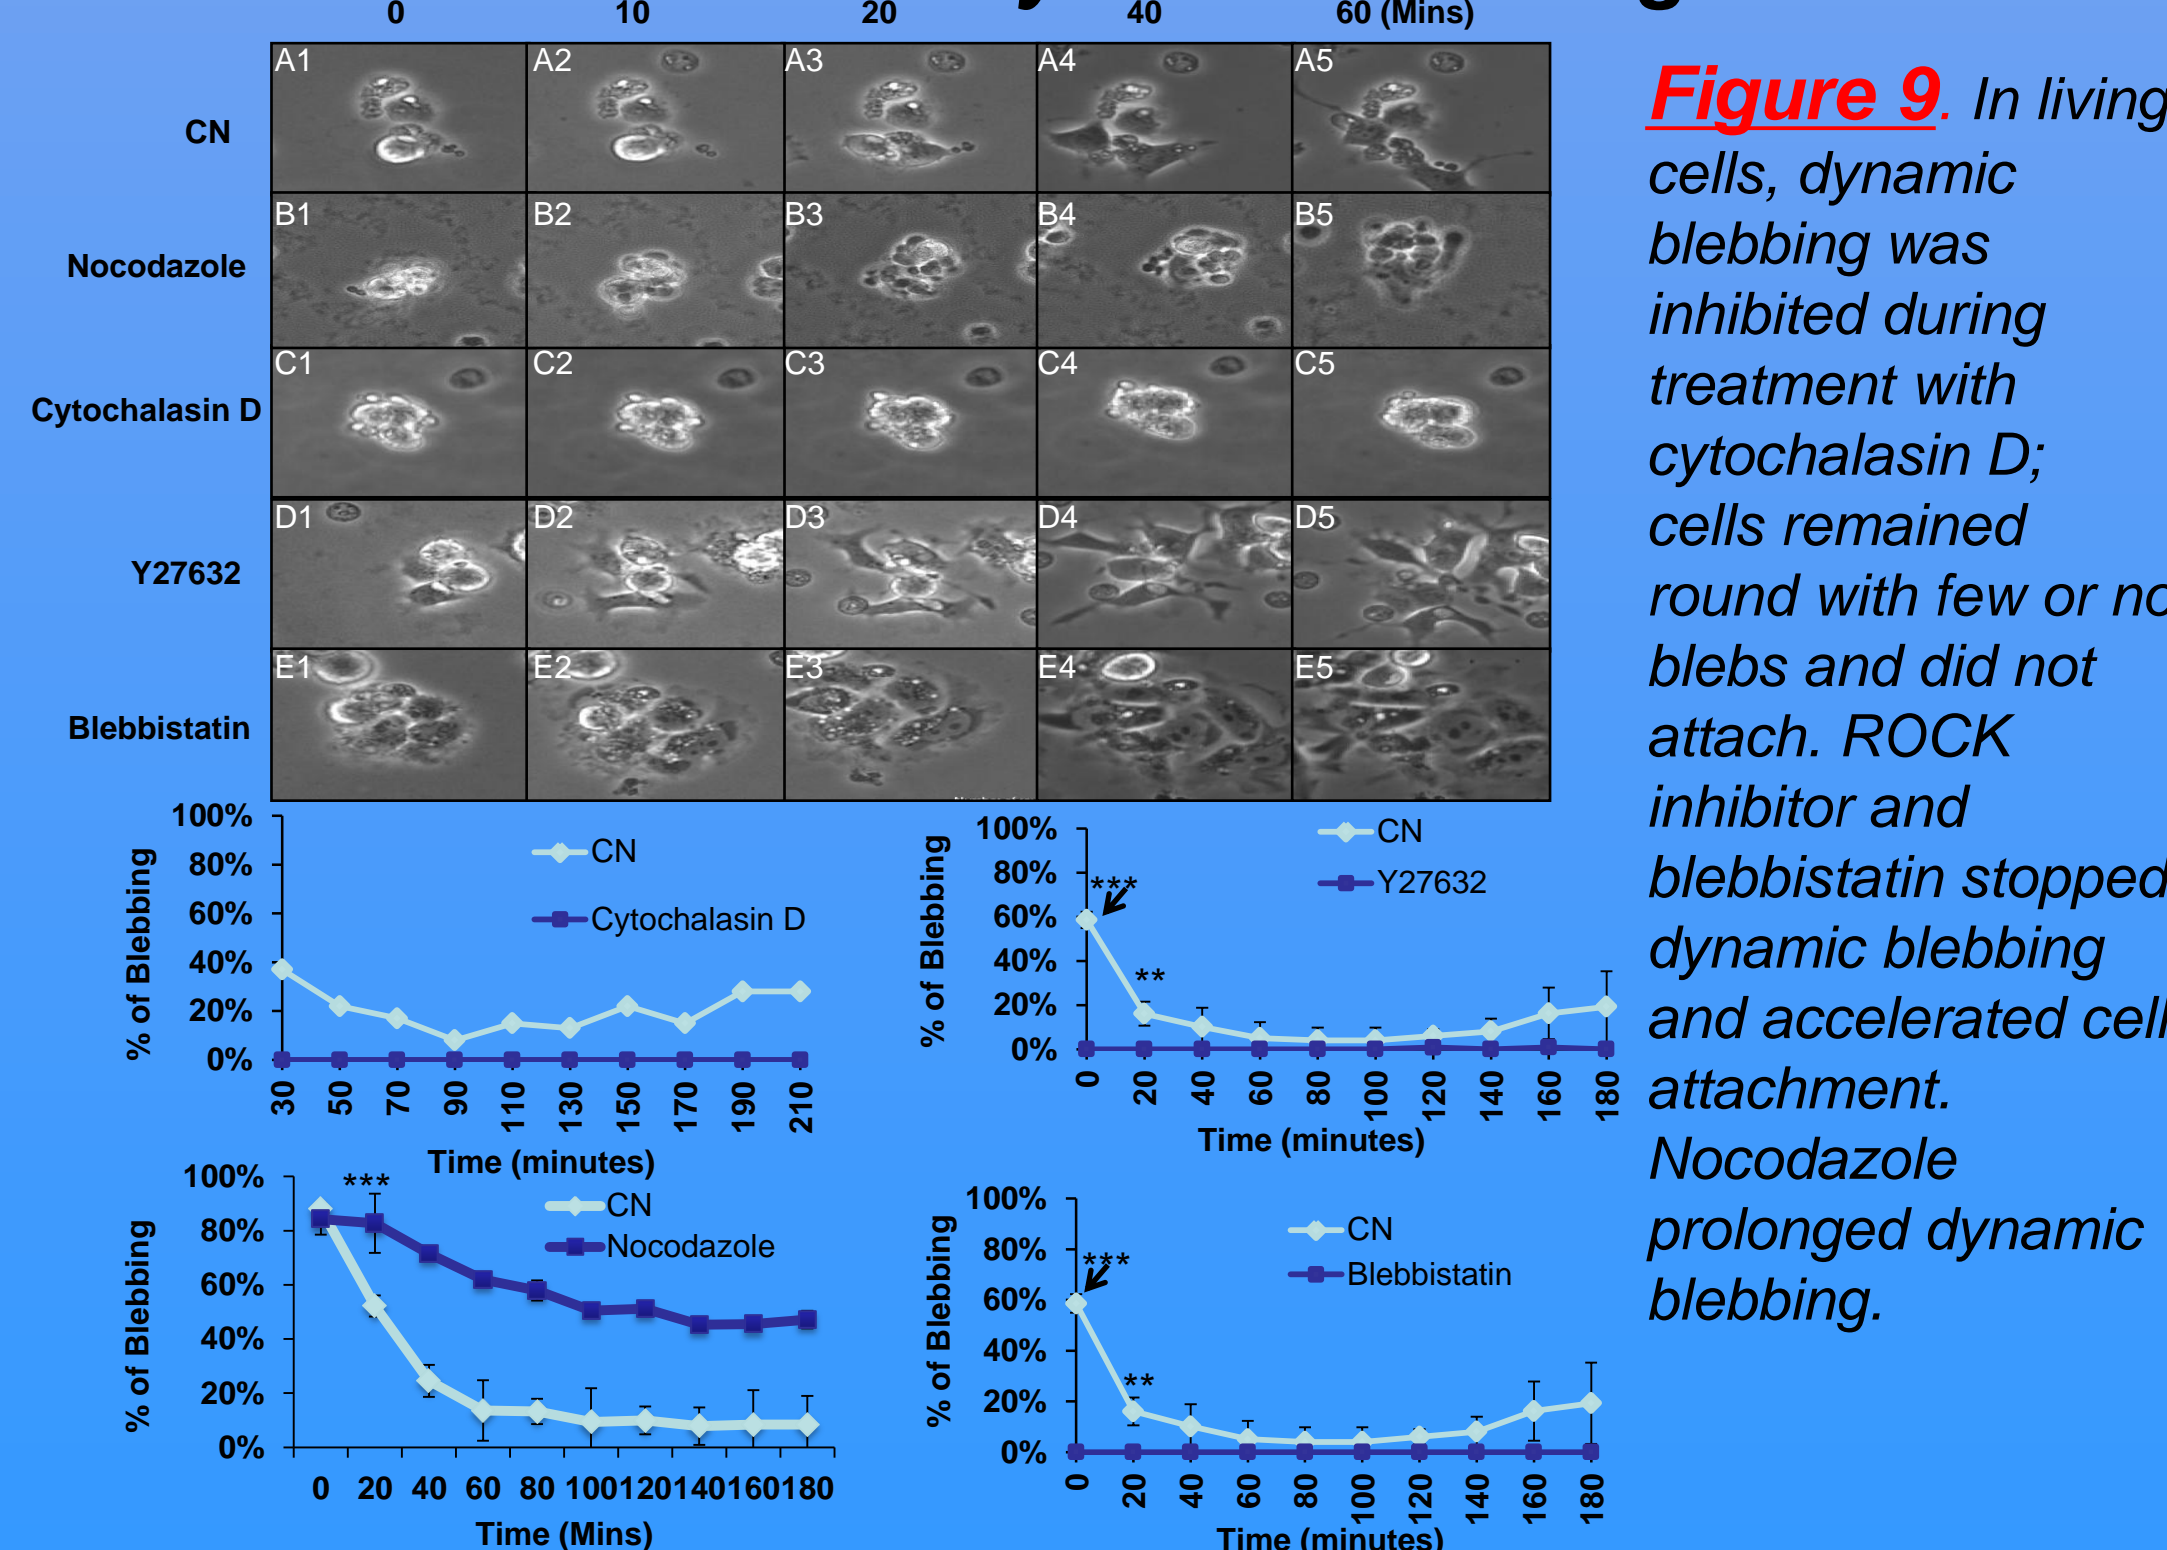 0 10 20 40 60 (Mins)
CN
A1 A2 A3 A4 A5
Nocodazole
B1 B2 B3 B4 B5
Cytochalasin D
C1 C2 C3 C4 C5
Y27632
D1 D2 D3 D4 D5
Blebbistatin
E1 E2 E3 E4 E5
Figure 9. In living
cells, dynamic
blebbing was
inhibited during
treatment with
cytochalasin D;
cells remained
round with few or no
blebs and did not
attach. ROCK
inhibitor and
blebbistatin stopped
dynamic blebbing
and accelerated cell
attachment.
Nocodazole
prolonged dynamic
blebbing.
% of Blebbing
100%
80%
60%
40%
20%
0%
CN
Cytochalasin D
30 50 70 90 110 130 150 170 190 210
Time (minutes)
% of Blebbing
100%
80%
60%
40%
20%
0%
***
**
CN
Y27632
0 20 40 60 80 100 120 140 160 180
Time (minutes)
% of Blebbing
100%
80%
60%
40%
20%
0%
***
CN
Nocodazole
0 20 40 60 80 100 120 140 160 180
Time (Mins)
% of Blebbing
100%
80%
60%
40%
20%
0%
***
**
CN
Blebbistatin
0 20 40 60 80 100 120 140 160 180
Time (minutes)